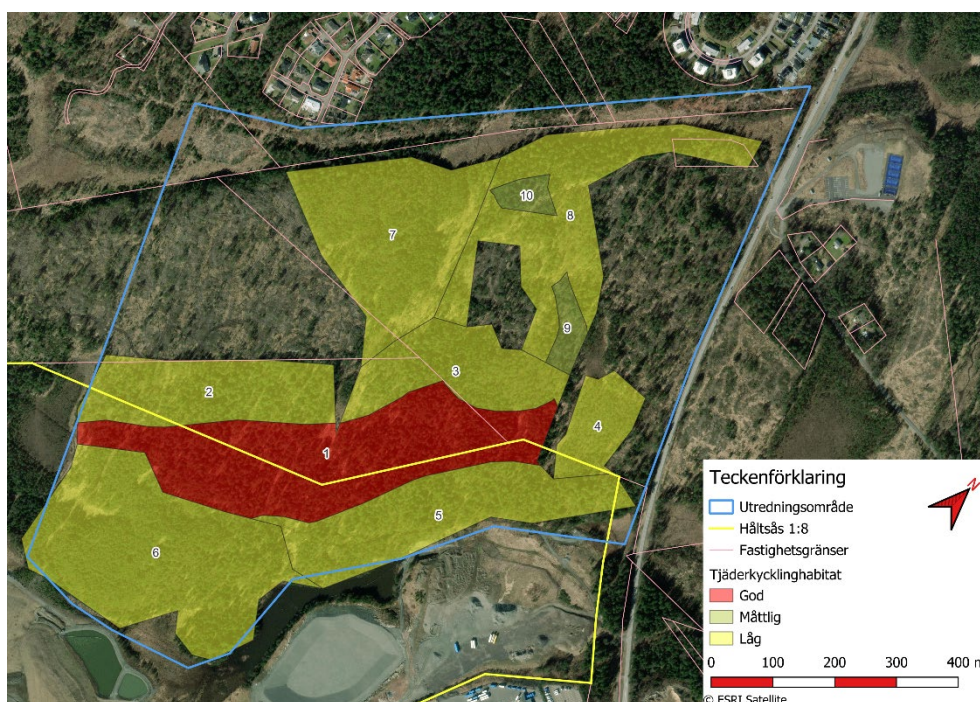 10
8
7
9
3
2
4
1
5
6
N
Teckenförklaring
Utredningsområde
Håltsås 1:8
Fastighetsgränser
Tjäderkycklinghabitat
God
Måttlig
Låg
0 100 200 300 400 m
© ESRI Satellite